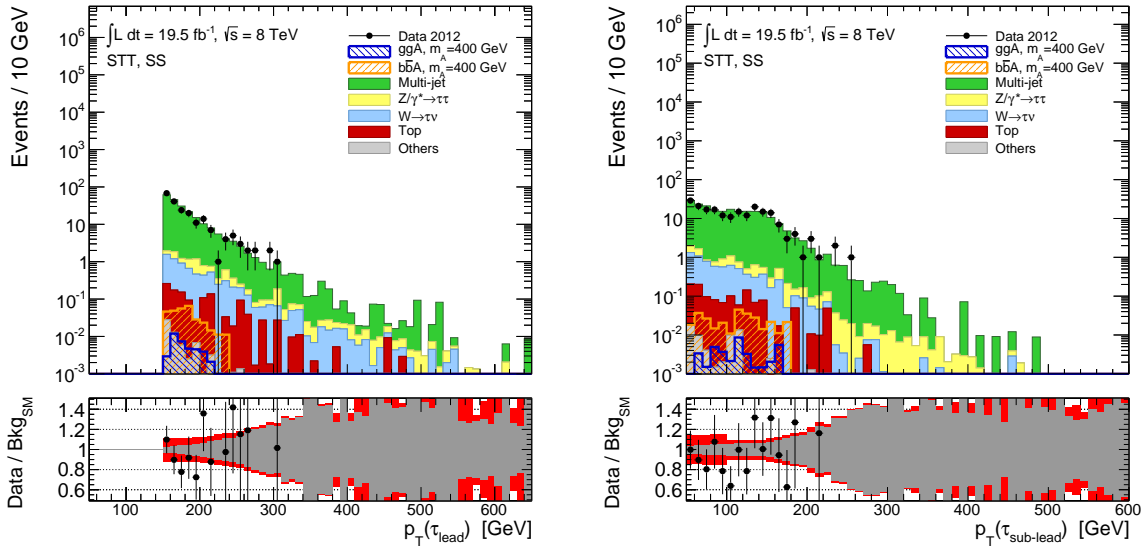 ∫L dt = 19.5 fb⁻¹, √s = 8 TeV
STT, SS
Data 2012
ggA, m_A=400 GeV
bb̄A, m_A=400 GeV
Multi-jet
Z/γ*→ττ
W→τν
Top
Others
Events / 10 GeV
10⁶
10⁵
10⁴
10³
10²
10
1
10⁻¹
10⁻²
10⁻³
Data / Bkg_SM
1.4
1.2
1
0.8
0.6
100 200 300 400 500 600
p_T(τ_lead) [GeV]
∫L dt = 19.5 fb⁻¹, √s = 8 TeV
STT, SS
Data 2012
ggA, m_A=400 GeV
bb̄A, m_A=400 GeV
Multi-jet
Z/γ*→ττ
W→τν
Top
Others
Events / 10 GeV
10⁶
10⁵
10⁴
10³
10²
10
1
10⁻¹
10⁻²
10⁻³
Data / Bkg_SM
1.4
1.2
1
0.8
0.6
100 200 300 400 500 600
p_T(τ_sub-lead) [GeV]